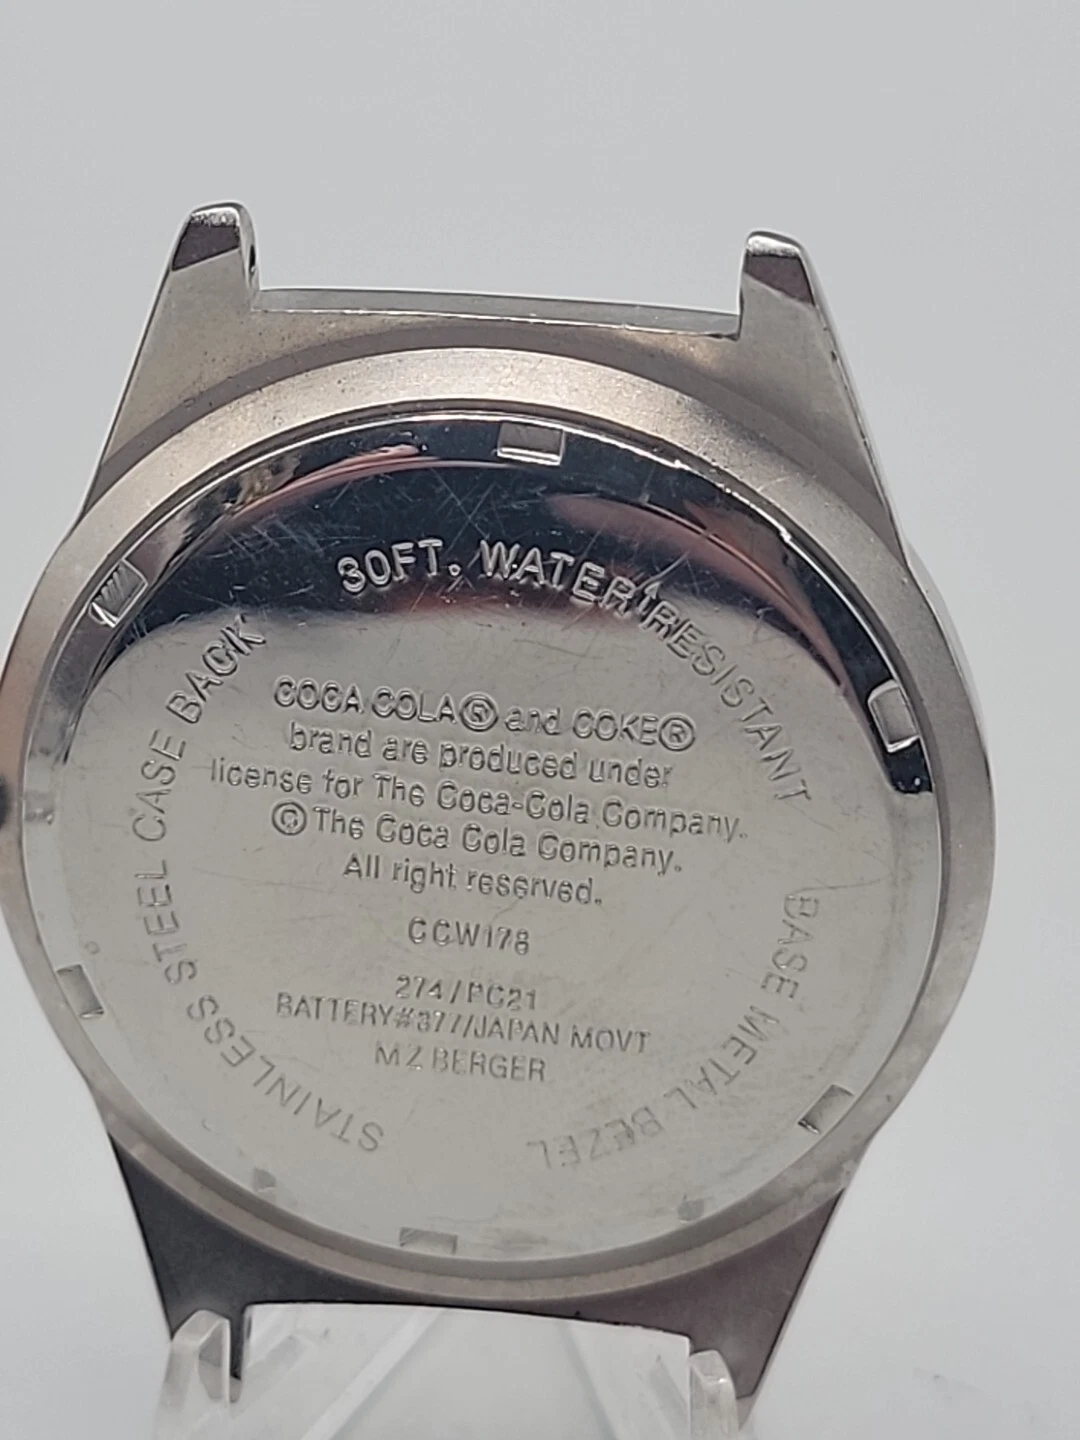 30FT. WATER RESISTANT
BASE METAL BEZEL
STAINLESS STEEL CASE BACK
COCA COLA® and COKE®
brand are produced under
license for The Coca-Cola Company.
© The Coca Cola Company.
All right reserved.
CCW178
274/PC21
BATTERY#377/JAPAN MOVT
MZ BERGER